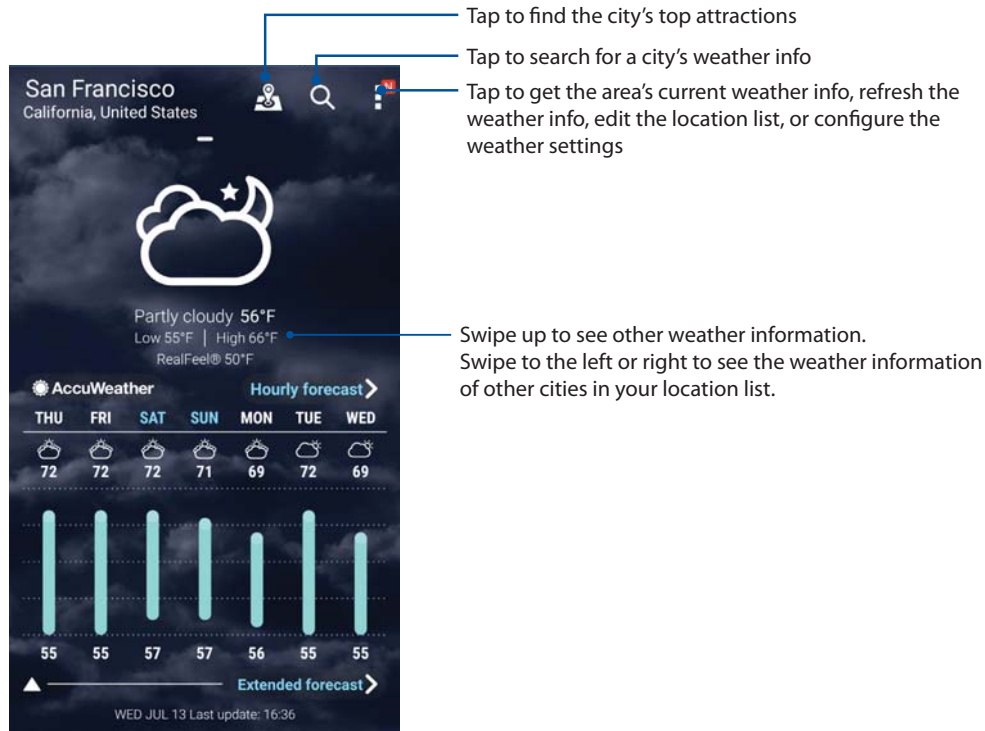 Tap to find the city's top attractions
Tap to search for a city's weather info
Tap to get the area's current weather info, refresh the
weather info, edit the location list, or configure the
weather settings
San Francisco
California, United States
N
Partly cloudy 56°F
Low 55°F | High 66°F
RealFeel® 50°F
Swipe up to see other weather information.
Swipe to the left or right to see the weather information
of other cities in your location list.
AccuWeather Hourly forecast
THU FRI SAT SUN MON TUE WED
72 72 72 71 69 72 69
55 55 57 57 56 55 55
Extended forecast
WED JUL 13 Last update: 16:36